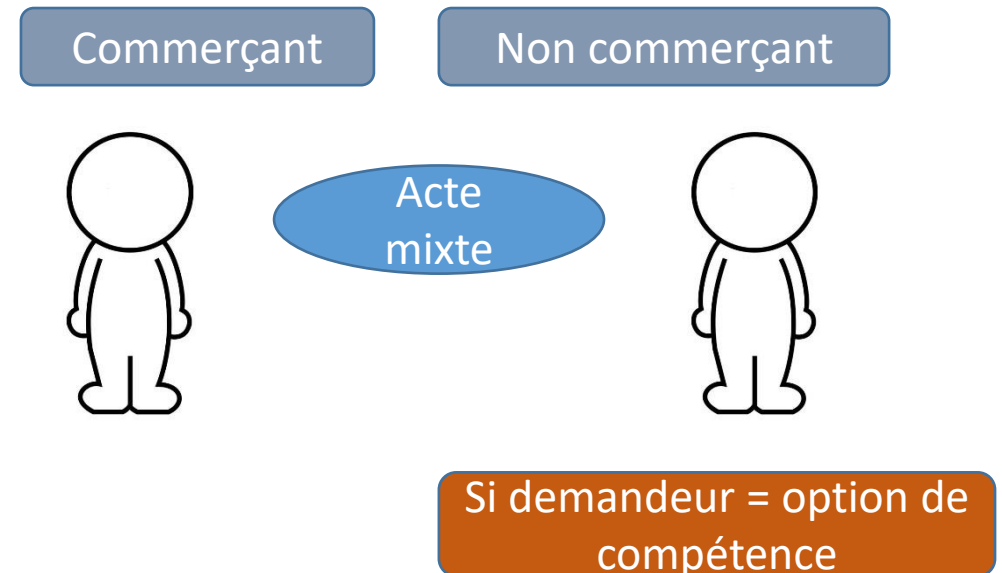 Commerçant
Non commerçant
Acte
mixte
Si demandeur = option de
compétence